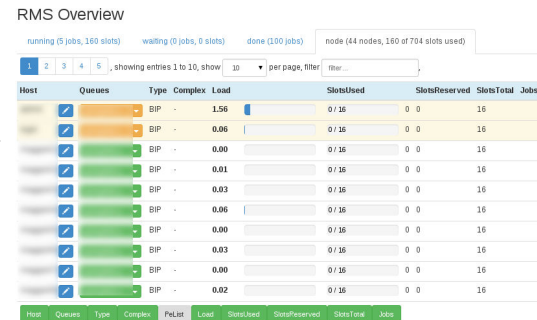 RMS Overview
running (5 jobs, 160 slots) waiting (0 jobs, 0 slots) done (100 jobs) node (44 nodes, 160 of 704 slots used)
1 2 3 4 5 , showing entries 1 to 10, show 10 per page, filter filter ... .
Host Queues Type Complex Load SlotsUsed SlotsReserved SlotsTotal Jobs
BIP - 1.56 0 / 16 0 0 16
BIP - 0.06 0 / 16 0 0 16
BIP - 0.00 0 / 16 0 0 16
BIP - 0.01 0 / 16 0 0 16
BIP - 0.03 0 / 16 0 0 16
BIP - 0.06 0 / 16 0 0 16
BIP - 0.00 0 / 16 0 0 16
BIP - 0.03 0 / 16 0 0 16
BIP - 0.00 0 / 16 0 0 16
BIP - 0.02 0 / 16 0 0 16
Host Queues Type Complex PeList Load SlotsUsed SlotsReserved SlotsTotal Jobs